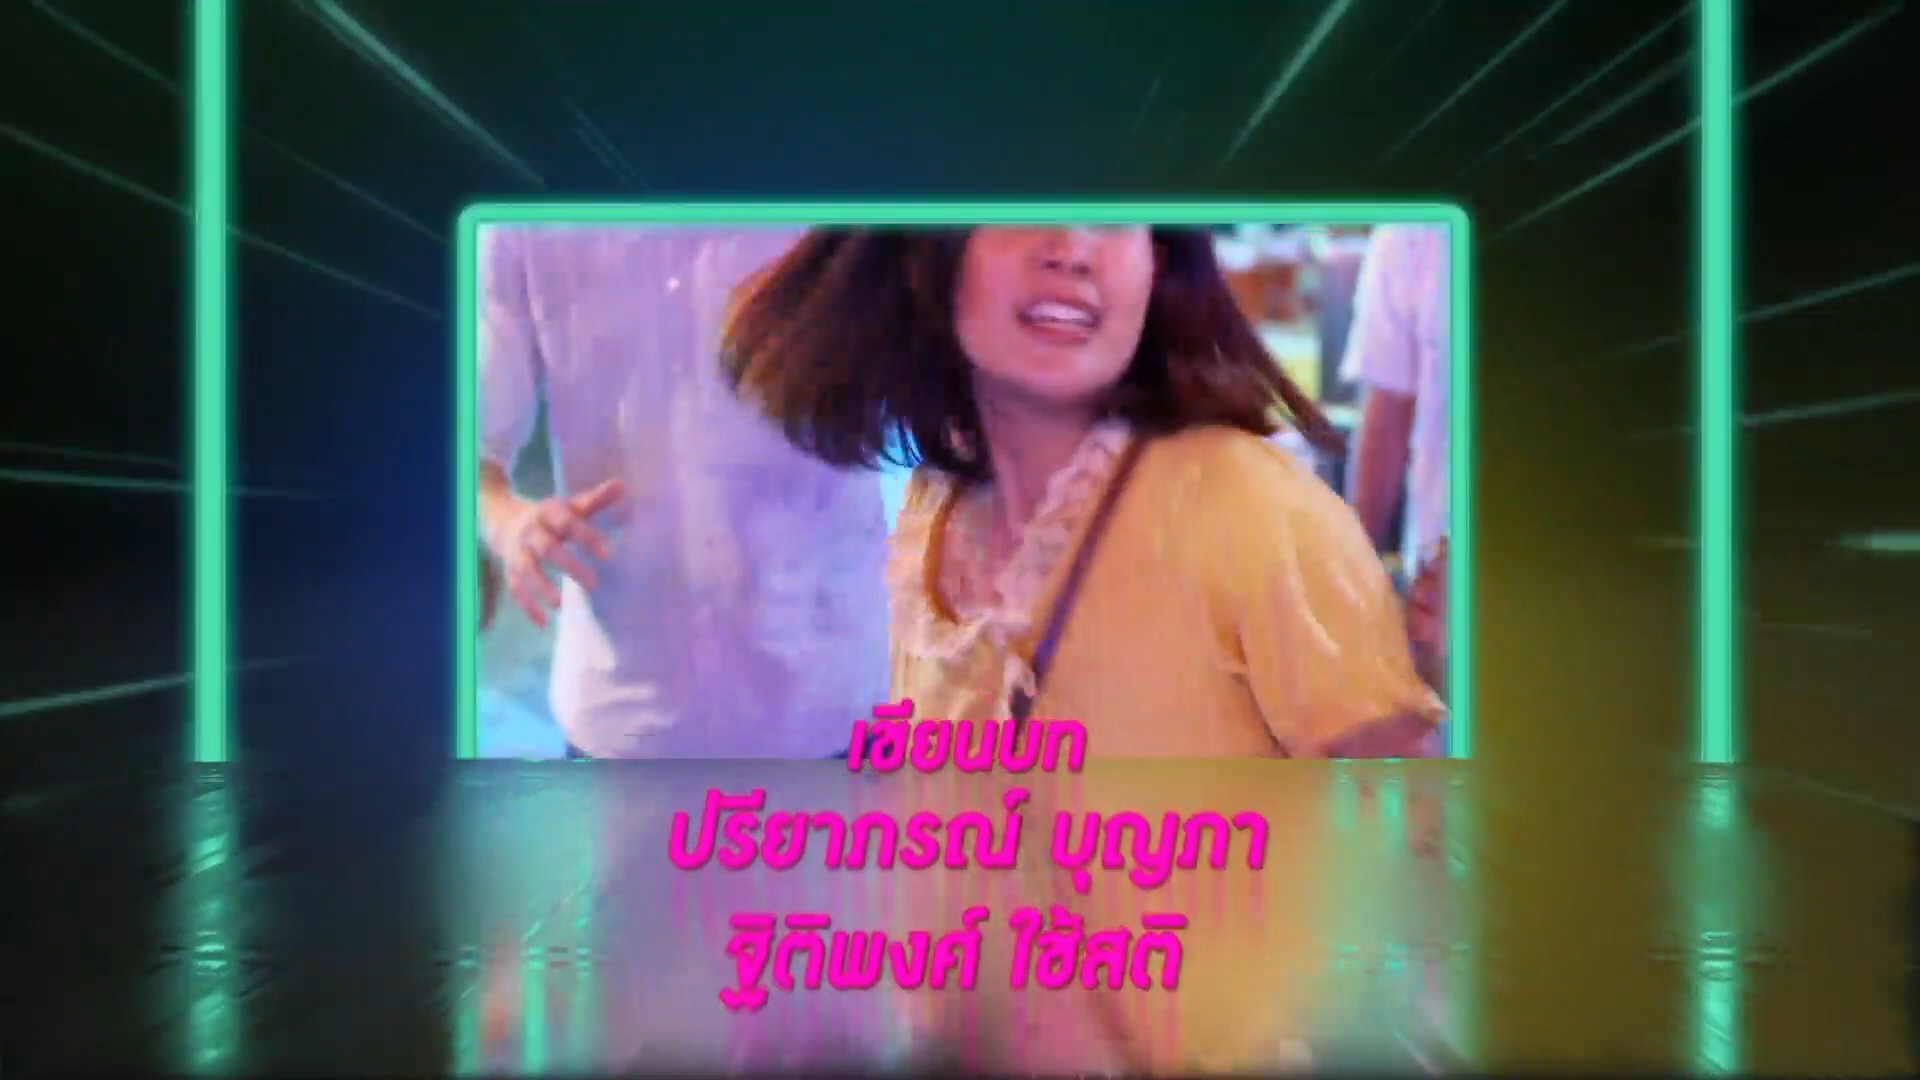 เขียนบท
ปรียาภรณ์ บุญภา
ฐิติพงศ์ ใช้สติ